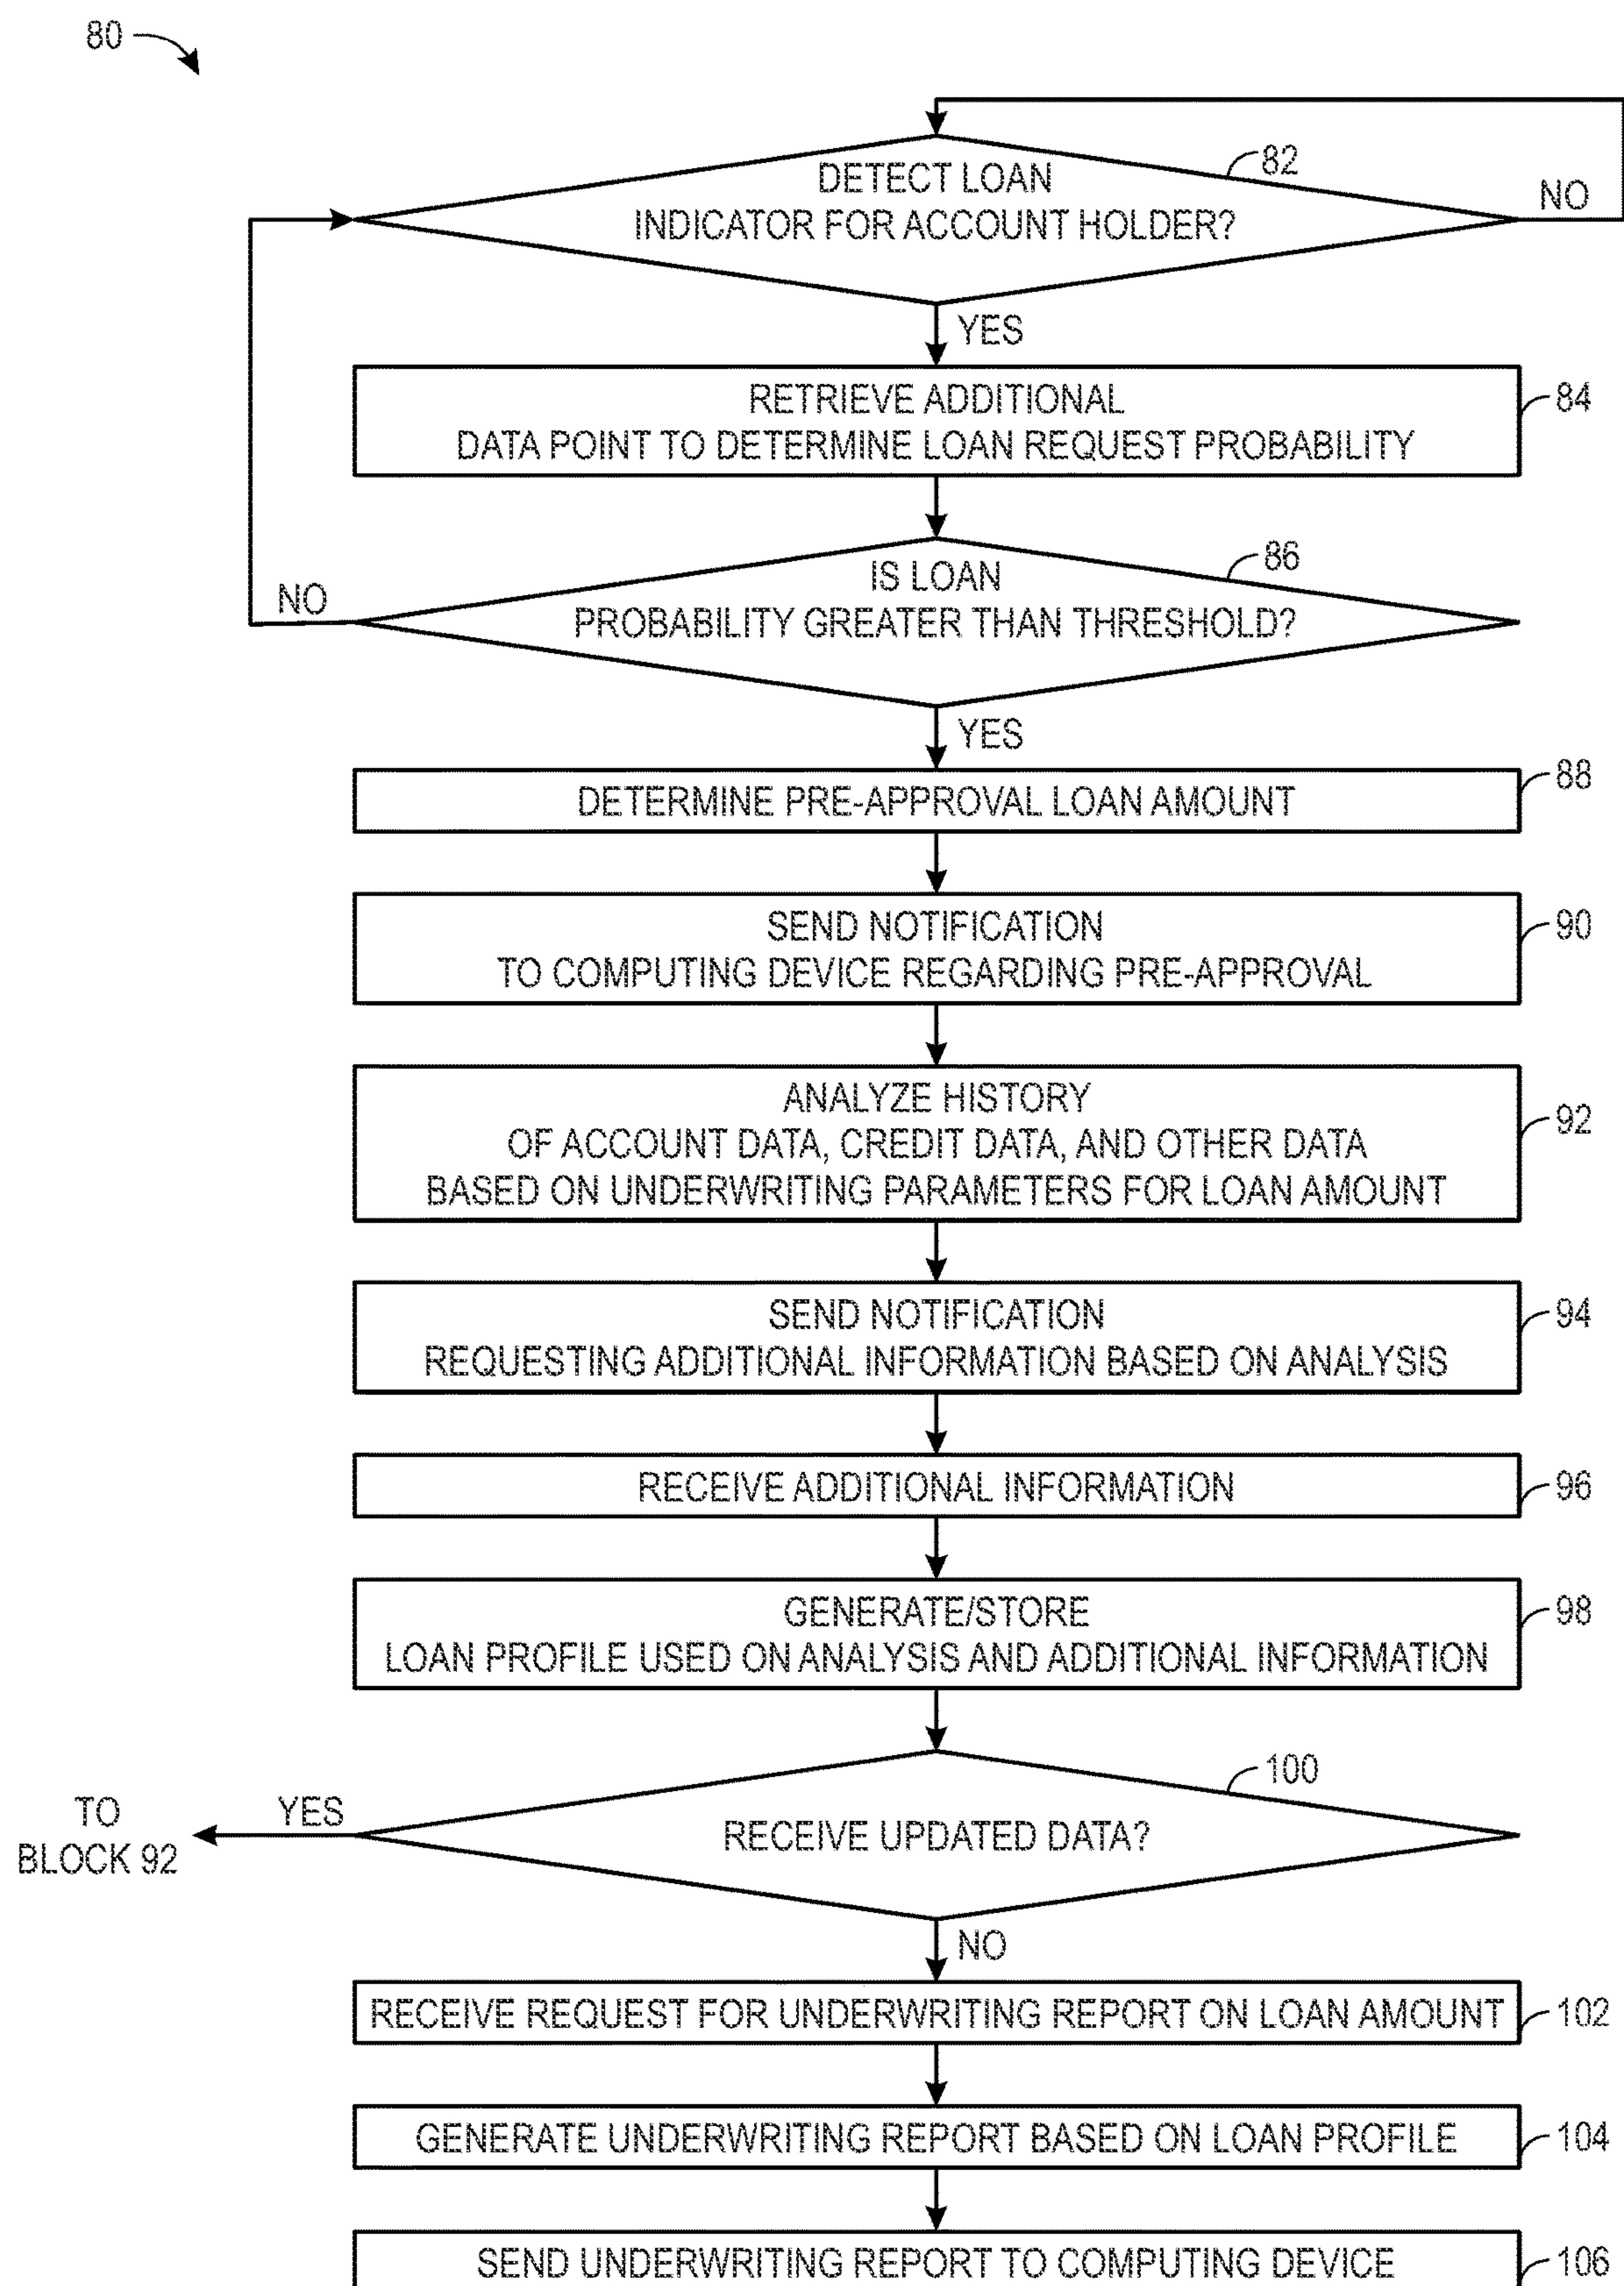 80
82
DETECT LOAN
INDICATOR FOR ACCOUNT HOLDER?
NO
YES
RETRIEVE ADDITIONAL
DATA POINT TO DETERMINE LOAN REQUEST PROBABILITY
84
86
IS LOAN
PROBABILITY GREATER THAN THRESHOLD?
NO
YES
DETERMINE PRE-APPROVAL LOAN AMOUNT
88
SEND NOTIFICATION
TO COMPUTING DEVICE REGARDING PRE-APPROVAL
90
ANALYZE HISTORY
OF ACCOUNT DATA, CREDIT DATA, AND OTHER DATA
BASED ON UNDERWRITING PARAMETERS FOR LOAN AMOUNT
92
SEND NOTIFICATION
REQUESTING ADDITIONAL INFORMATION BASED ON ANALYSIS
94
RECEIVE ADDITIONAL INFORMATION
96
GENERATE/STORE
LOAN PROFILE USED ON ANALYSIS AND ADDITIONAL INFORMATION
98
100
RECEIVE UPDATED DATA?
YES
TO
BLOCK 92
NO
RECEIVE REQUEST FOR UNDERWRITING REPORT ON LOAN AMOUNT
102
GENERATE UNDERWRITING REPORT BASED ON LOAN PROFILE
104
SEND UNDERWRITING REPORT TO COMPUTING DEVICE
106